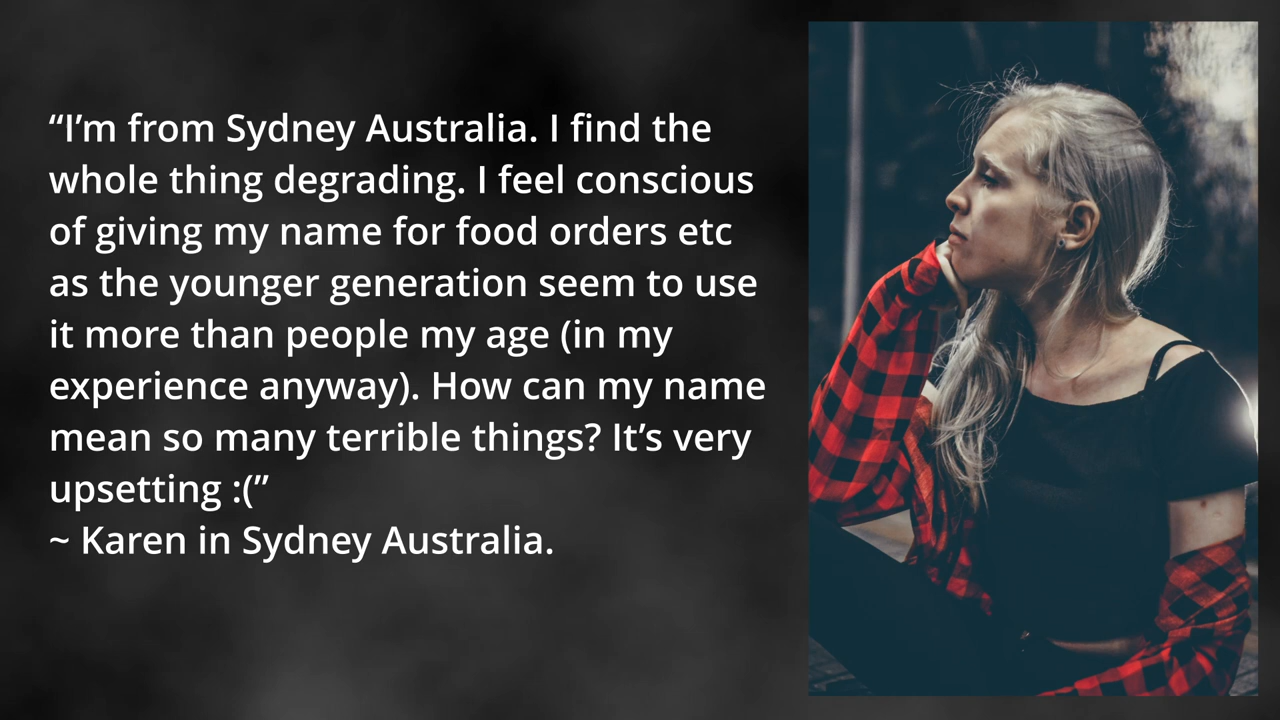 “I’m from Sydney Australia. I find the
whole thing degrading. I feel conscious
of giving my name for food orders etc
as the younger generation seem to use
it more than people my age (in my
experience anyway). How can my name
mean so many terrible things? It’s very
upsetting :(”
~ Karen in Sydney Australia.